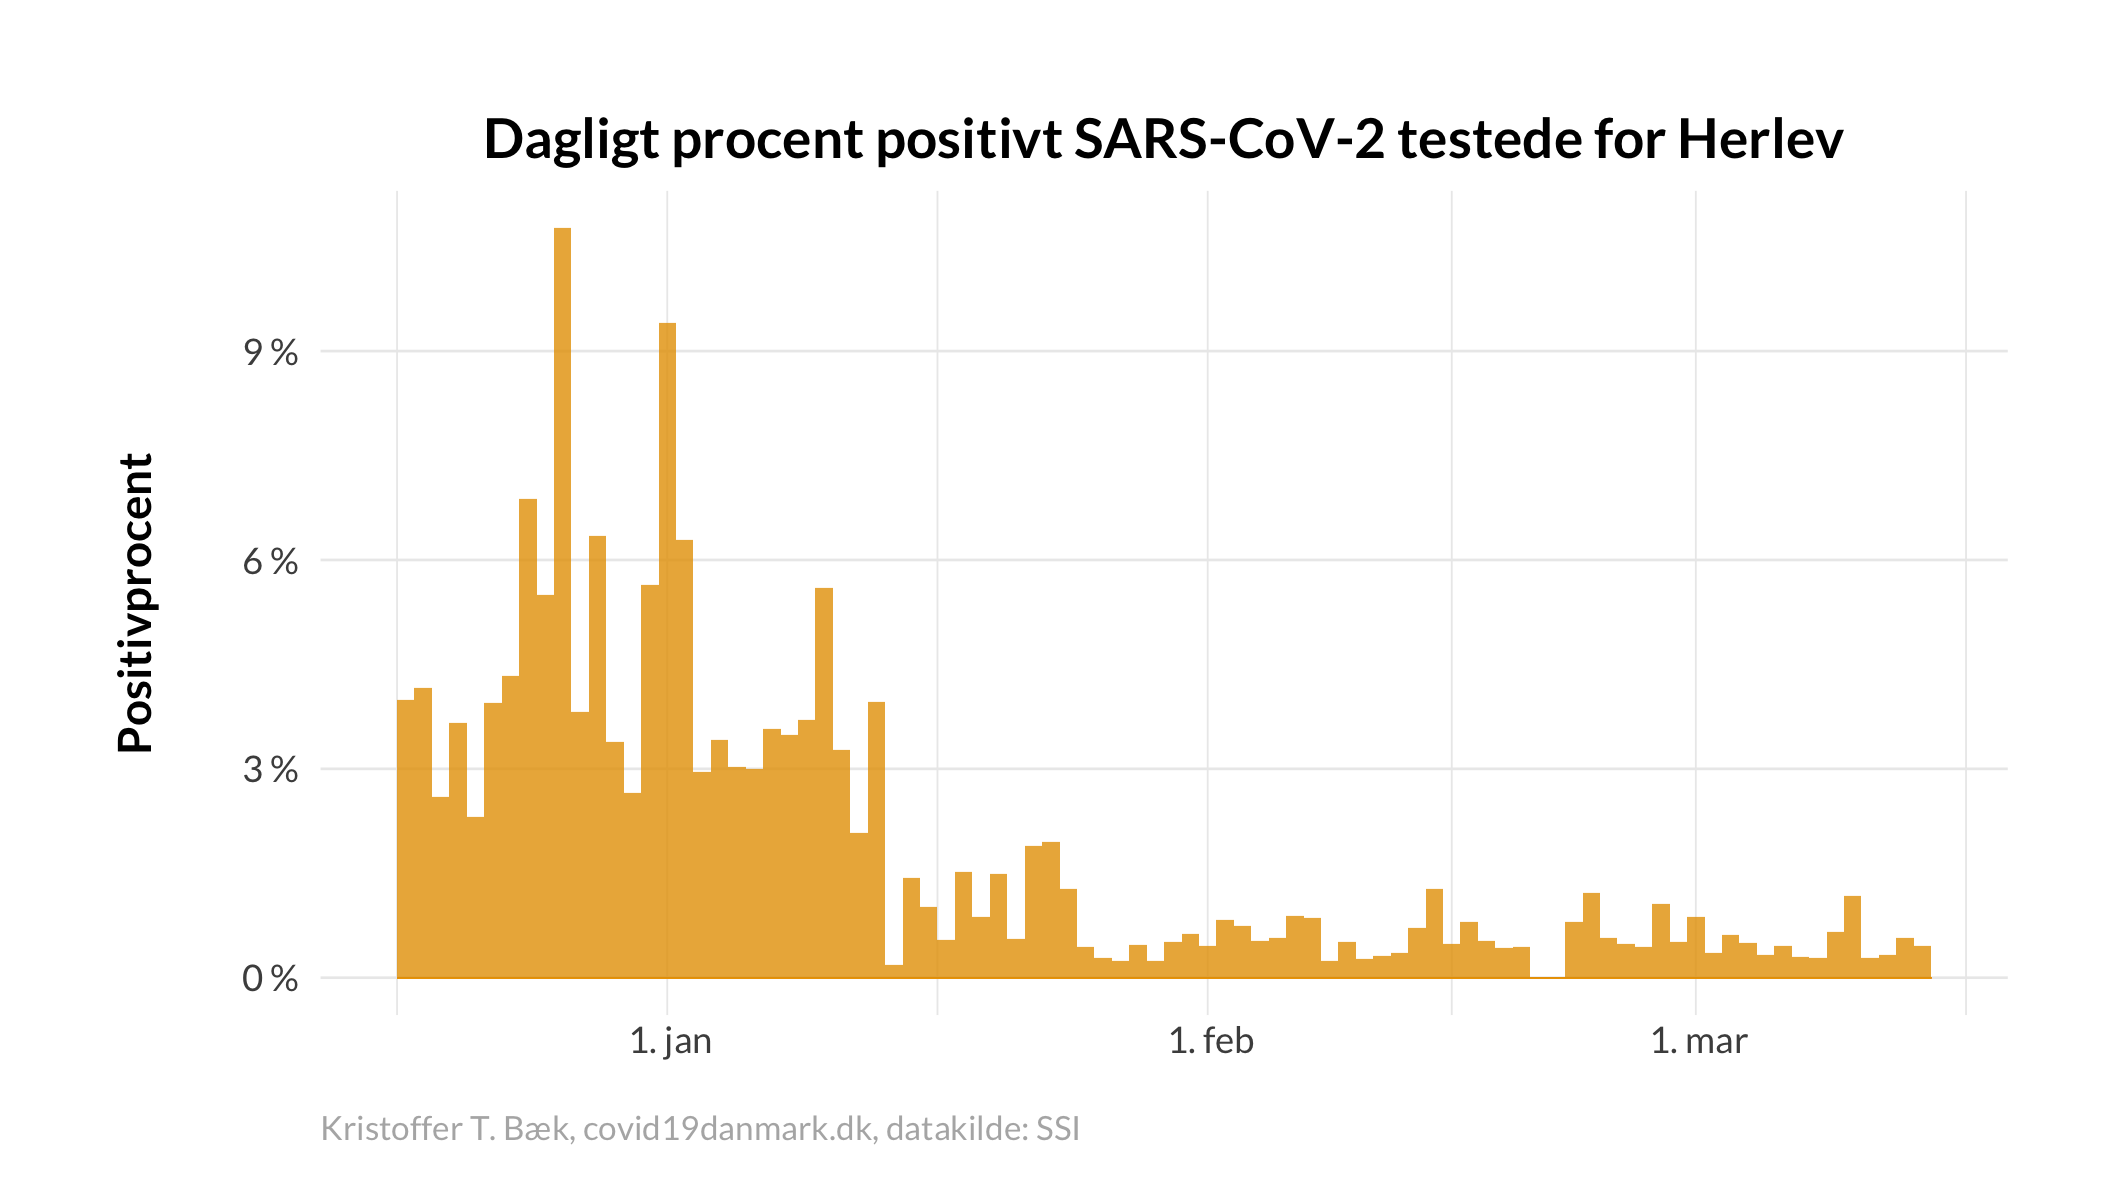 Dagligt procent positivt SARS-CoV-2 testede for Herlev
Positivprocent
9 %
6 %
3 %
0 %
1. jan
1. feb
1. mar
Kristoffer T. Bæk, covid19danmark.dk, datakilde: SSI